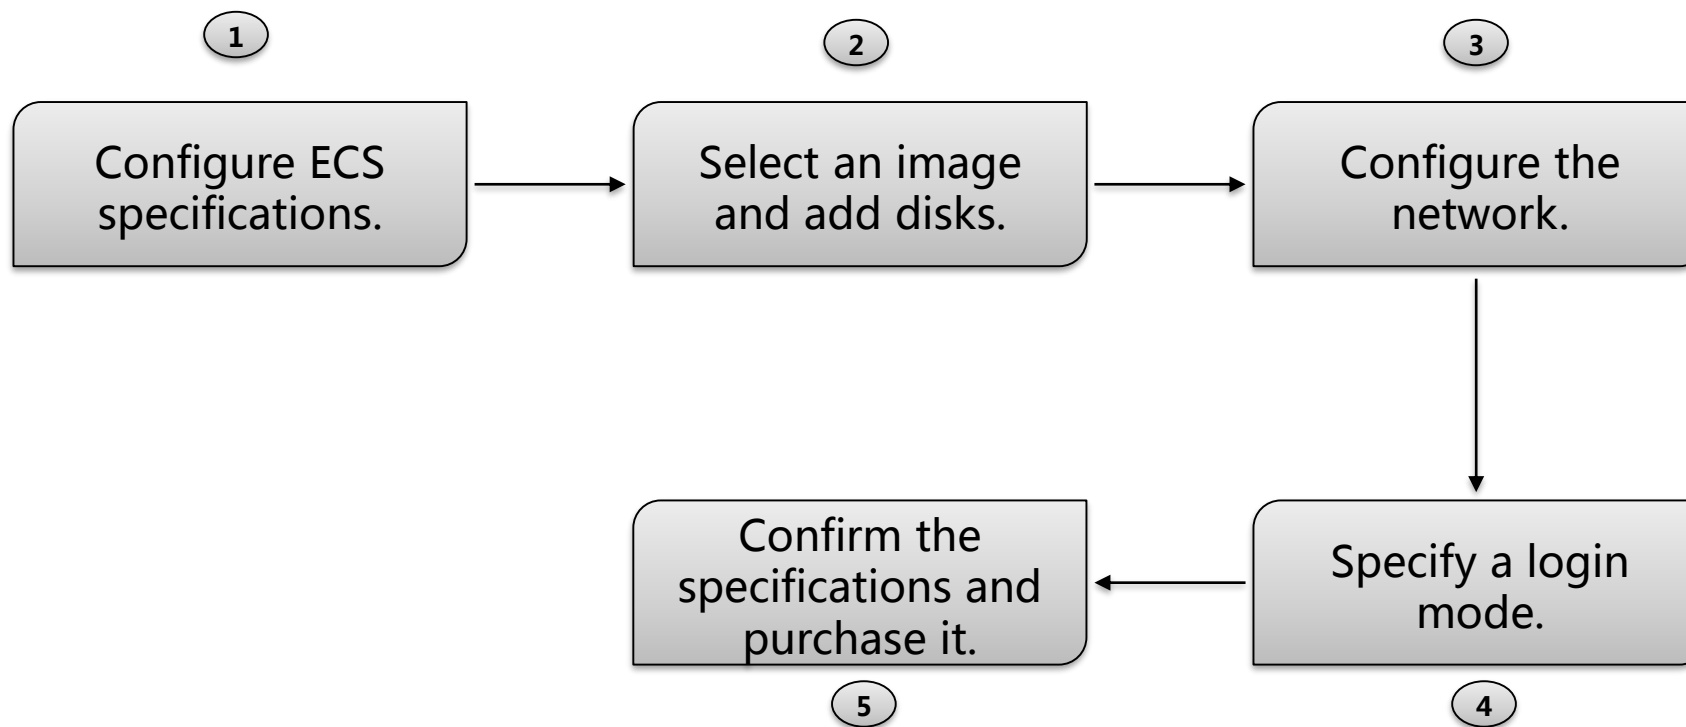 1
2
3
Configure ECS
specifications.
Select an image
and add disks.
Configure the
network.
Confirm the
specifications and
purchase it.
Specify a login
mode.
5
4